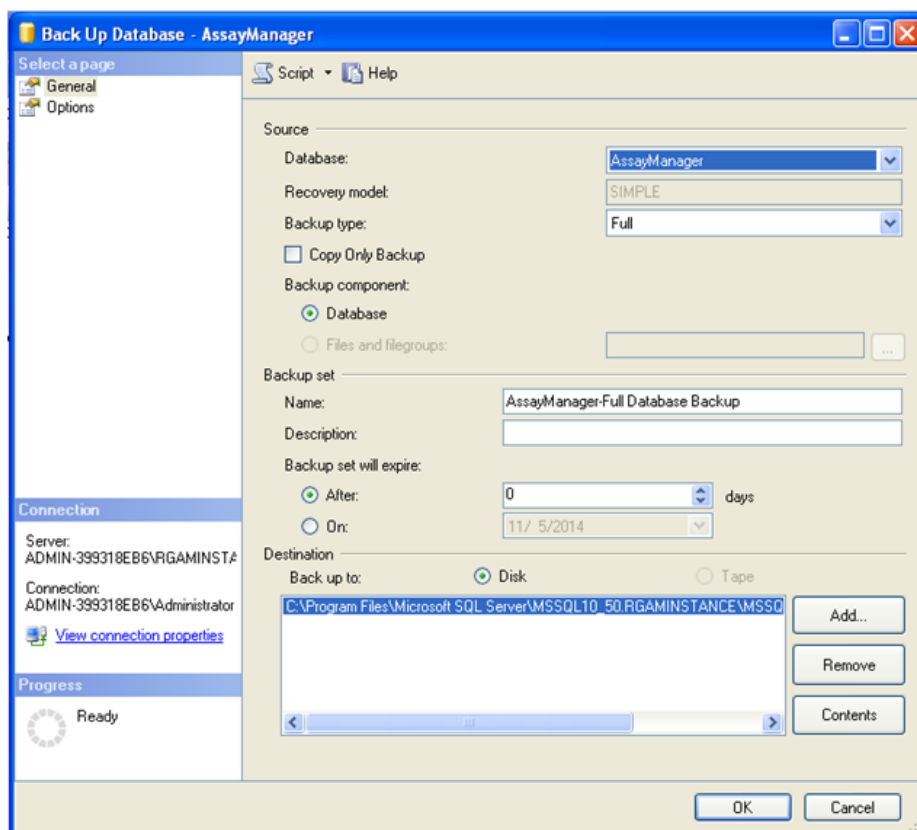 Back Up Database - AssayManager
Select a page
General
Options
Script
Help
Source
Database: AssayManager
Recovery model: SIMPLE
Backup type: Full
Copy Only Backup
Backup component:
Database
Files and filegroups:
...
Backup set
Name: AssayManager-Full Database Backup
Description:
Backup set will expire:
After: 0 days
On: 11/ 5/2014
Destination
Back up to: Disk Tape
C:\Program Files\Microsoft SQL Server\MSSQL10_50.RGAMINSTANCE\MSSQ
Add...
Remove
Contents
Connection
Server:
ADMIN-399318EB6\RGAMINSTA
Connection:
ADMIN-399318EB6\Administrator
View connection properties
Progress
Ready
OK Cancel